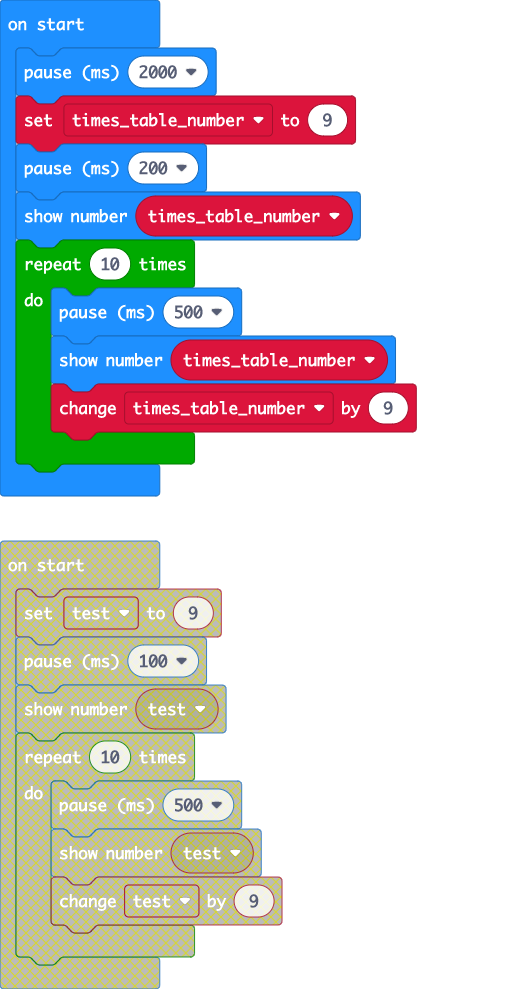 on start
pause (ms) 2000
set times_table_number to 9
pause (ms) 200
show number times_table_number
repeat 10 times
do
pause (ms) 500
show number times_table_number
change times_table_number by 9
on start
set test to 9
pause (ms) 100
show number test
repeat 10 times
do
pause (ms) 500
show number test
change test by 9